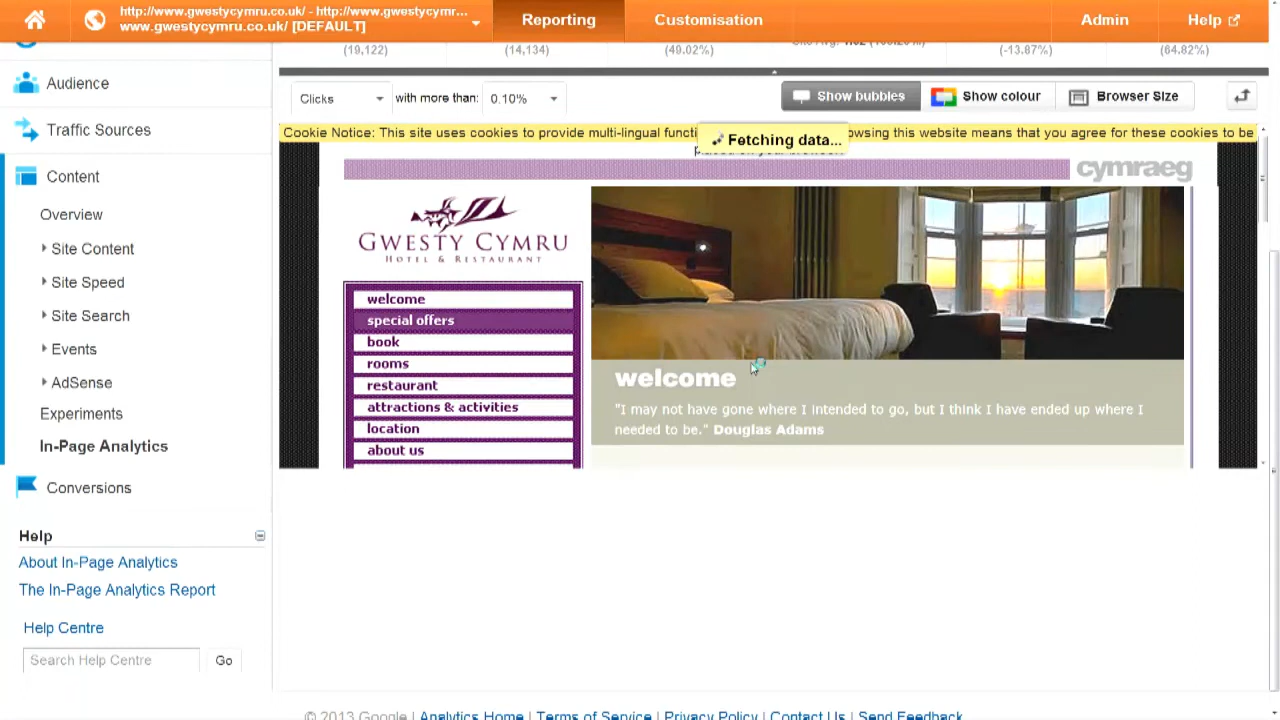 http://www.gwestycymru.co.uk/ - http://www.gwestycymr...
www.gwestycymru.co.uk/ [DEFAULT]
Reporting
Customisation
Admin
Help
(19,122)
(14,134)
(49.02%)
(-13.87%)
(64.82%)
Audience
Traffic Sources
Content
Overview
Site Content
Site Speed
Site Search
Events
AdSense
Experiments
In-Page Analytics
Conversions
Help
About In-Page Analytics
The In-Page Analytics Report
Help Centre
Search Help Centre
Go
Clicks
with more than:
0.10%
Show bubbles
Show colour
Browser Size
Cookie Notice: This site uses cookies to provide multi-lingual functi
Fetching data...
owsing this website means that you agree for these cookies to be
cymraeg
GWESTY CYMRU
HOTEL & RESTAURANT
welcome
special offers
book
rooms
restaurant
attractions & activities
location
about us
welcome
"I may not have gone where I intended to go, but I think I have ended up where I
needed to be." Douglas Adams
© 2013 Google | Analytics Home | Terms of Service | Privacy Policy | Contact Us | Send Feedback